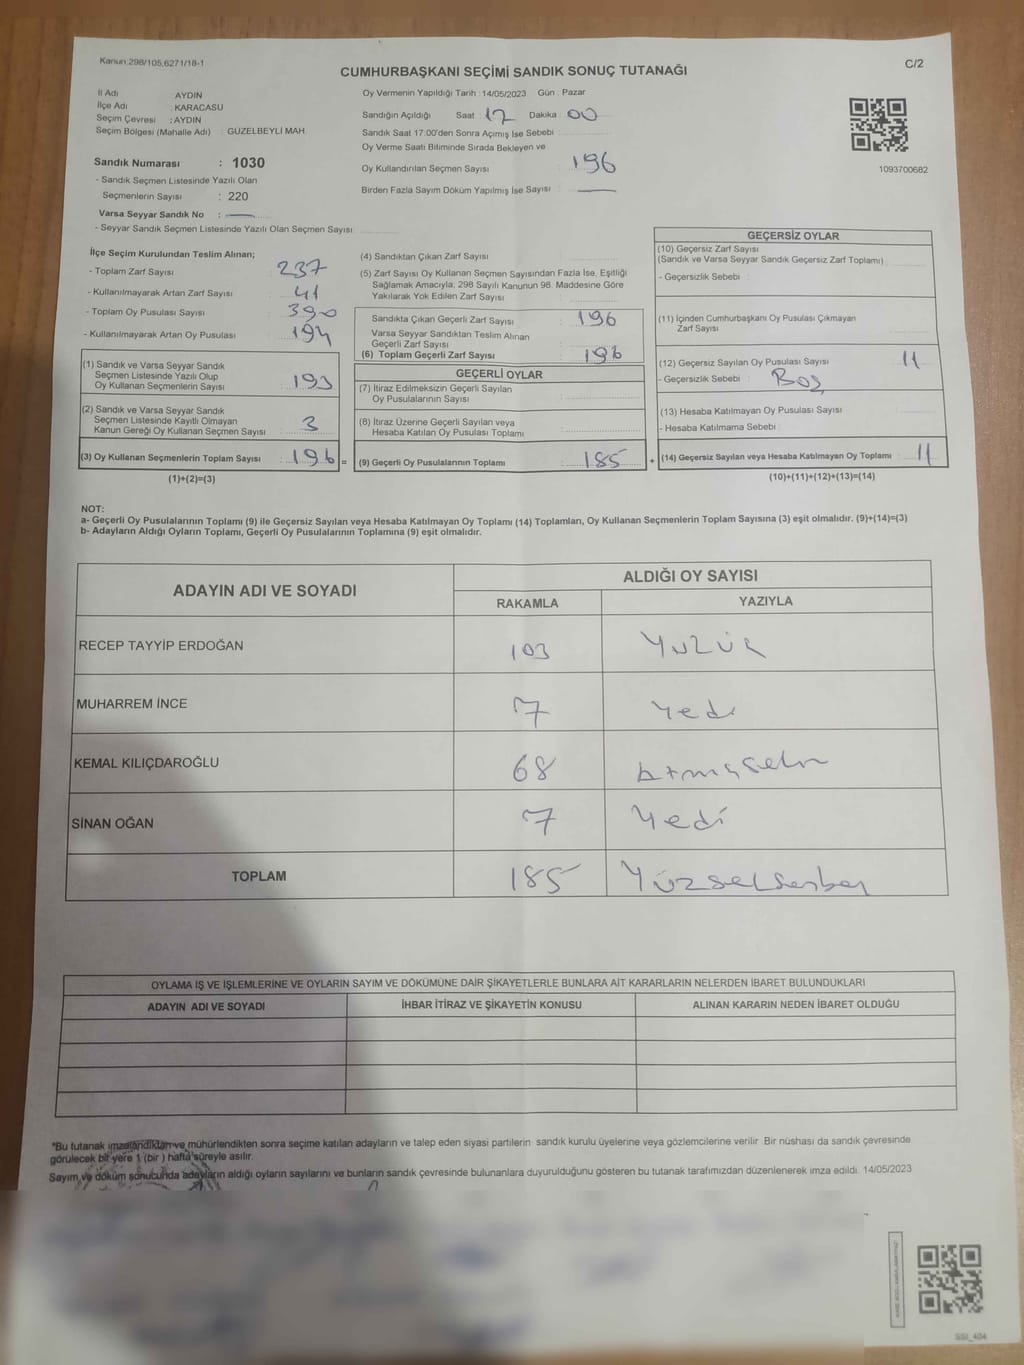 Kanun:298/105,6271/18-1
C/2
CUMHURBAŞKANI SEÇİMİ SANDIK SONUÇ TUTANAĞI
İl Adı : AYDIN
İlçe Adı : KARACASU
Seçim Çevresi : AYDIN
Seçim Bölgesi (Mahalle Adı) : GÜZELBEYLİ MAH.
Sandık Numarası : 1030
- Sandık Seçmen Listesinde Yazılı Olan
Seçmenlerin Sayısı : 220
Varsa Seyyar Sandık No : —
- Seyyar Sandık Seçmen Listesinde Yazılı Olan Seçmen Sayısı
Oy Vermenin Yapıldığı Tarih : 14/05/2023 Gün : Pazar
Sandığın Açıldığı Saat : 17 Dakika : 00
Sandık Saat 17:00'den Sonra Açımış İse Sebebi :
Oy Verme Saati Bitiminde Sırada Bekleyen ve
Oy Kullandırılan Seçmen Sayısı : 196
Birden Fazla Sayım Döküm Yapılmış İse Sayısı : —
1093700682
İlçe Seçim Kurulundan Teslim Alınan;
- Toplam Zarf Sayısı : 237
- Kullanılmayarak Artan Zarf Sayısı : 41
- Toplam Oy Pusulası Sayısı : 390
- Kullanılmayarak Artan Oy Pusulası : 194
(1) Sandık ve Varsa Seyyar Sandık
Seçmen Listesinde Yazılı Olup
Oy Kullanan Seçmenlerin Sayısı : 193
(2) Sandık ve Varsa Seyyar Sandık
Seçmen Listesinde Kayıtlı Olmayan
Kanun Gereği Oy Kullanan Seçmen Sayısı : 3
(3) Oy Kullanan Seçmenlerin Toplam Sayısı : 196 =
(1)+(2)=(3)
(4) Sandıktan Çıkan Zarf Sayısı :
(5) Zarf Sayısı Oy Kullanan Seçmen Sayısından Fazla İse, Eşitliği
Sağlamak Amacıyla, 298 Sayılı Kanunun 98. Maddesine Göre
Yakılarak Yok Edilen Zarf Sayısı :
Sandıkta Çıkan Geçerli Zarf Sayısı : 196
Varsa Seyyar Sandıktan Teslim Alınan
Geçerli Zarf Sayısı :
(6) Toplam Geçerli Zarf Sayısı : 196
GEÇERLİ OYLAR
(7) İtiraz Edilmeksizin Geçerli Sayılan
Oy Pusulalarının Sayısı :
(8) İtiraz Üzerine Geçerli Sayılan veya
Hesaba Katılan Oy Pusulası Toplamı :
(9) Geçerli Oy Pusulalarının Toplamı : 185 +
GEÇERSİZ OYLAR
(10) Geçersiz Zarf Sayısı
(Sandık ve Varsa Seyyar Sandık Geçersiz Zarf Toplamı) :
- Geçersizlik Sebebi :
(11) İçinden Cumhurbaşkanı Oy Pusulası Çıkmayan
Zarf Sayısı :
(12) Geçersiz Sayılan Oy Pusulası Sayısı : 11
- Geçersizlik Sebebi : Boş
(13) Hesaba Katılmayan Oy Pusulası Sayısı :
- Hesaba Katılmama Sebebi :
(14) Geçersiz Sayılan veya Hesaba Katılmayan Oy Toplamı : 11
(10)+(11)+(12)+(13)=(14)
NOT:
a- Geçerli Oy Pusulalarının Toplamı (9) ile Geçersiz Sayılan veya Hesaba Katılmayan Oy Toplamı (14) Toplamları, Oy Kullanan Seçmenlerin Toplam Sayısına (3) eşit olmalıdır. (9)+(14)=(3)
b- Adayların Aldığı Oyların Toplamı, Geçerli Oy Pusulalarının Toplamına (9) eşit olmalıdır.
ADAYIN ADI VE SOYADI
ALDIĞI OY SAYISI
RAKAMLA YAZIYLA
RECEP TAYYİP ERDOĞAN 103 Yüzük
MUHARREM İNCE 7 Yedi
KEMAL KILIÇDAROĞLU 68
SİNAN OĞAN 7 Yedi
TOPLAM 185
OYLAMA İŞ VE İŞLEMLERİNE VE OYLARIN SAYIM VE DÖKÜMÜNE DAİR ŞİKAYETLERLE BUNLARA AİT KARARLARIN NELERDEN İBARET BULUNDUKLARI
ADAYIN ADI VE SOYADI İHBAR İTİRAZ VE ŞİKAYETİN KONUSU ALINAN KARARIN NEDEN İBARET OLDUĞU
*Bu tutanak imzalandıktan ve mühürlendikten sonra seçime katılan adayların ve talep eden siyasi partilerin sandık kurulu üyelerine veya gözlemcilerine verilir Bir nüshası da sandık çevresinde
görülecek bir yere 1 (bir ) hafta süreyle asılır.
Sayım ve döküm sonucunda adayların aldığı oyların sayılarını ve bunların sandık çevresinde bulunanlara duyurulduğunu gösteren bu tutanak tarafımızdan düzenlenerek imza edildi. 14/05/2023
SSI_404